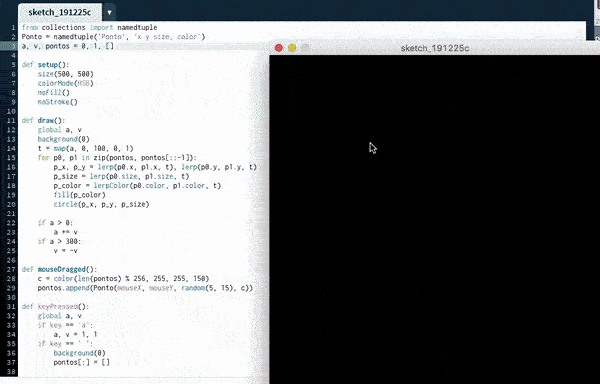 sketch_191225c
sketch_191225c
1 from collections import namedtuple
2 Ponto = namedtuple('Ponto', 'x y size, color')
3 a, v, pontos = 0, 1, []
4
5 def setup():
6 size(500, 500)
7 colorMode(HSB)
8 noFill()
9 noStroke()
10
11 def draw():
12 global a, v
13 background(0)
14 t = map(a, 0, 100, 0, 1)
15 for p0, p1 in zip(pontos, pontos[::-1]):
16 p_x, p_y = lerp(p0.x, p1.x, t), lerp(p0.y, p1.y, t)
17 p_size = lerp(p0.size, p1.size, t)
18 p_color = lerpColor(p0.color, p1.color, t)
19 fill(p_color)
20 circle(p_x, p_y, p_size)
21
22 if a > 0:
23 a += v
24 if a > 300:
25 v = -v
26
27 def mouseDragged():
28 c = color(len(pontos) % 256, 255, 255, 150)
29 pontos.append(Ponto(mouseX, mouseY, random(5, 15), c))
30
31 def keyPressed():
32 global a, v
33 if key == 'a':
34 a, v = 1, 1
35 if key == ' ':
36 background(0)
37 pontos[:] = []
38